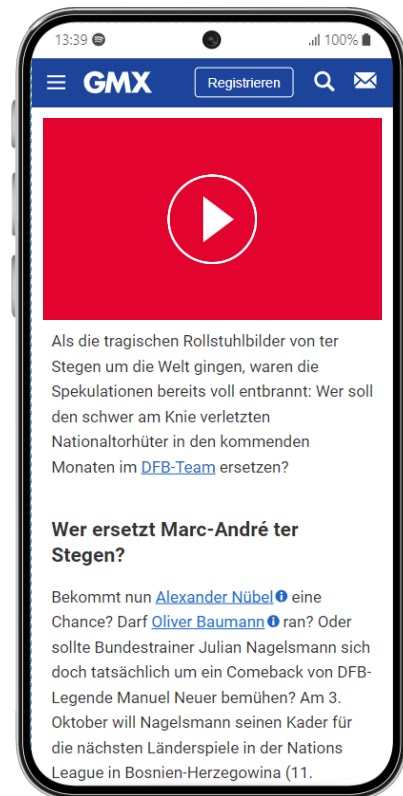 13:39
100%
GMX
Registrieren
Als die tragischen Rollstuhlbilder von ter
Stegen um die Welt gingen, waren die
Spekulationen bereits voll entbrannt: Wer soll
den schwer am Knie verletzten
Nationaltorhüter in den kommenden
Monaten im DFB-Team ersetzen?
Wer ersetzt Marc-André ter
Stegen?
Bekommt nun Alexander Nübel eine
Chance? Darf Oliver Baumann ran? Oder
sollte Bundestrainer Julian Nagelsmann sich
doch tatsächlich um ein Comeback von DFB-
Legende Manuel Neuer bemühen? Am 3.
Oktober will Nagelsmann seinen Kader für
die nächsten Länderspiele in der Nations
League in Bosnien-Herzegowina (11.